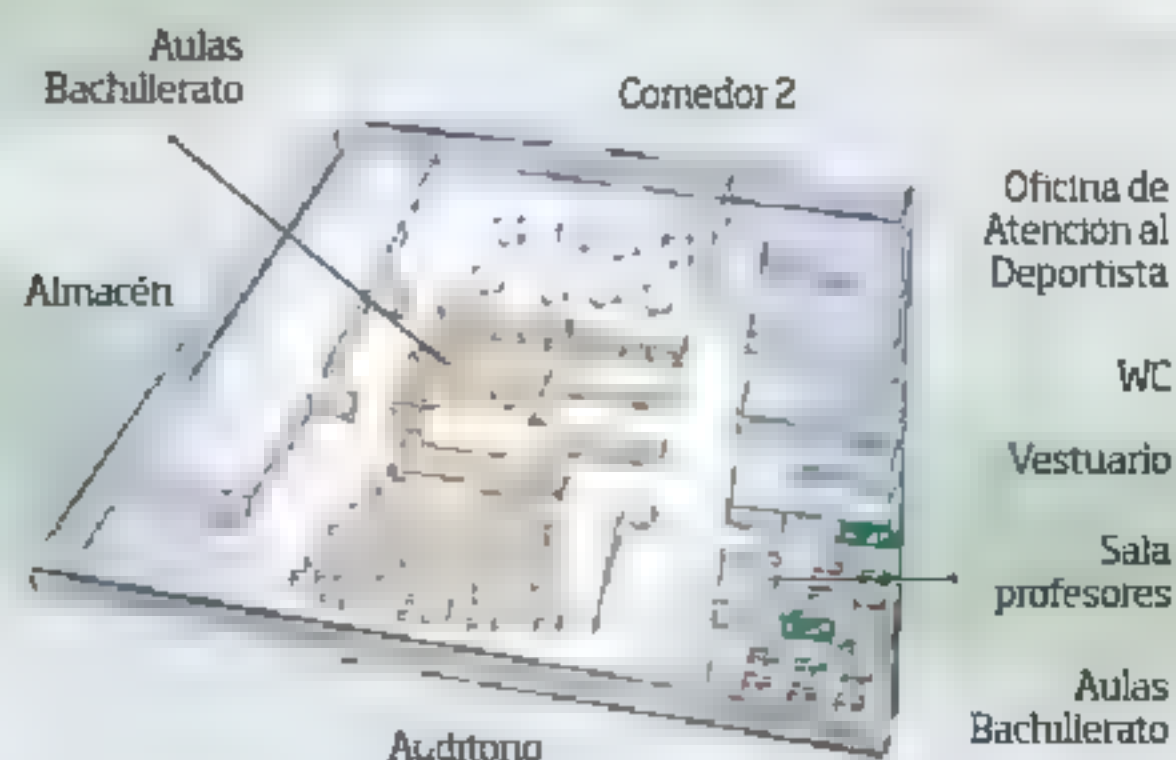 Aulas
Bachillerato
Comedor 2
Oficina de
Atención al
Deportista
Almacén
WC
Vestuario
Sala
profesores
Aulas
Bachillerato
Auditorio